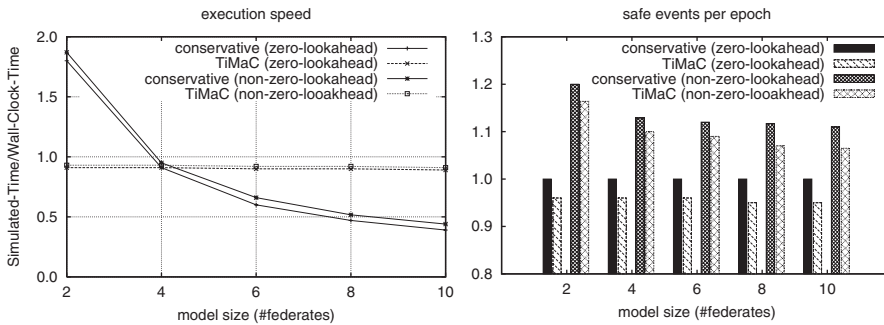 execution speed
Simulated-Time/Wall-Clock-Time
2.0
1.5
1.0
0.5
0.0
conservative (zero-lookahead)
TiMaC (zero-lookahead)
conservative (non-zero-lookahead)
TiMaC (non-zero-looakhead)
2 4 6 8 10
model size (#federates)
safe events per epoch
1.3
1.2
1.1
1.0
0.9
0.8
conservative (zero-lookahead)
TiMaC (zero-lookahead)
conservative (non-zero-lookahead)
TiMaC (non-zero-looakhead)
2 4 6 8 10
model size (#federates)